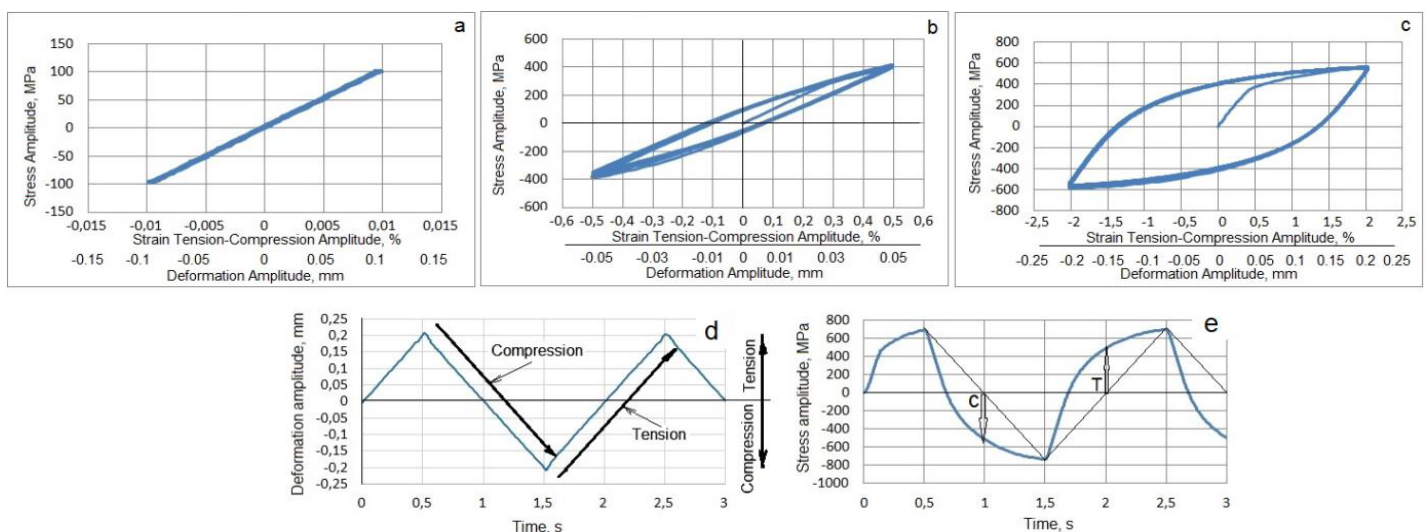 a
Stress Amplitude, MPa
150
100
50
0
-50
-100
-150
-0,015 -0,01 -0,005 0 0,005 0,01 0,015
Strain Tension-Compression Amplitude, %
-0.15 -0.1 -0.05 0 0.05 0.1 0.15
Deformation Amplitude, mm
b
Stress Amplitude, MPa
600
400
200
0
-200
-400
-600
-0,6 -0,5 -0,4 -0,3 -0,2 -0,1 0 0,1 0,2 0,3 0,4 0,5 0,6
Strain Tension-Compression Amplitude, %
-0.05 -0.03 -0.01 0 0.01 0.03 0.05
Deformation Amplitude, mm
c
Stress Amplitude, MPa
800
600
400
200
0
-200
-400
-600
-800
-2,5 -2 -1,5 -1 -0,5 0 0,5 1 1,5 2 2,5
Strain Tension-Compression Amplitude, %
-0.25 -0.2 -0.15 -0.1 -0.05 0 0.05 0.1 0.15 0.2 0.25
Deformation Amplitude, mm
d
Deformation amplitude, mm
0,25
0,2
0,15
0,1
0,05
0
-0,05
-0,1
-0,15
-0,2
-0,25
Compression
Tension
0 0,5 1 1,5 2 2,5 3
Time, s
Compression Tension
e
Stress amplitude, MPa
800
600
400
200
0
-200
-400
-600
-800
-1000
C
T
0 0,5 1 1,5 2 2,5 3
Time, s